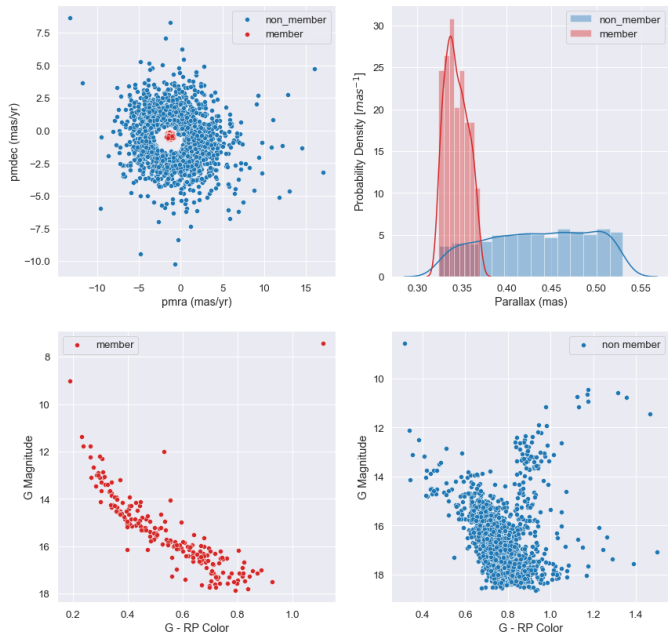 non_member
member
7.5
5.0
2.5
0.0
−2.5
−5.0
−7.5
−10.0
pmdec (mas/yr)
−10 −5 0 5 10 15
pmra (mas/yr)
non_member
member
30
25
20
15
10
5
0
Probability Density [mas⁻¹]
0.30 0.35 0.40 0.45 0.50 0.55
Parallax (mas)
member
8
10
12
14
16
18
G Magnitude
0.2 0.4 0.6 0.8 1.0
G - RP Color
non member
10
12
14
16
18
G Magnitude
0.4 0.6 0.8 1.0 1.2 1.4
G - RP Color